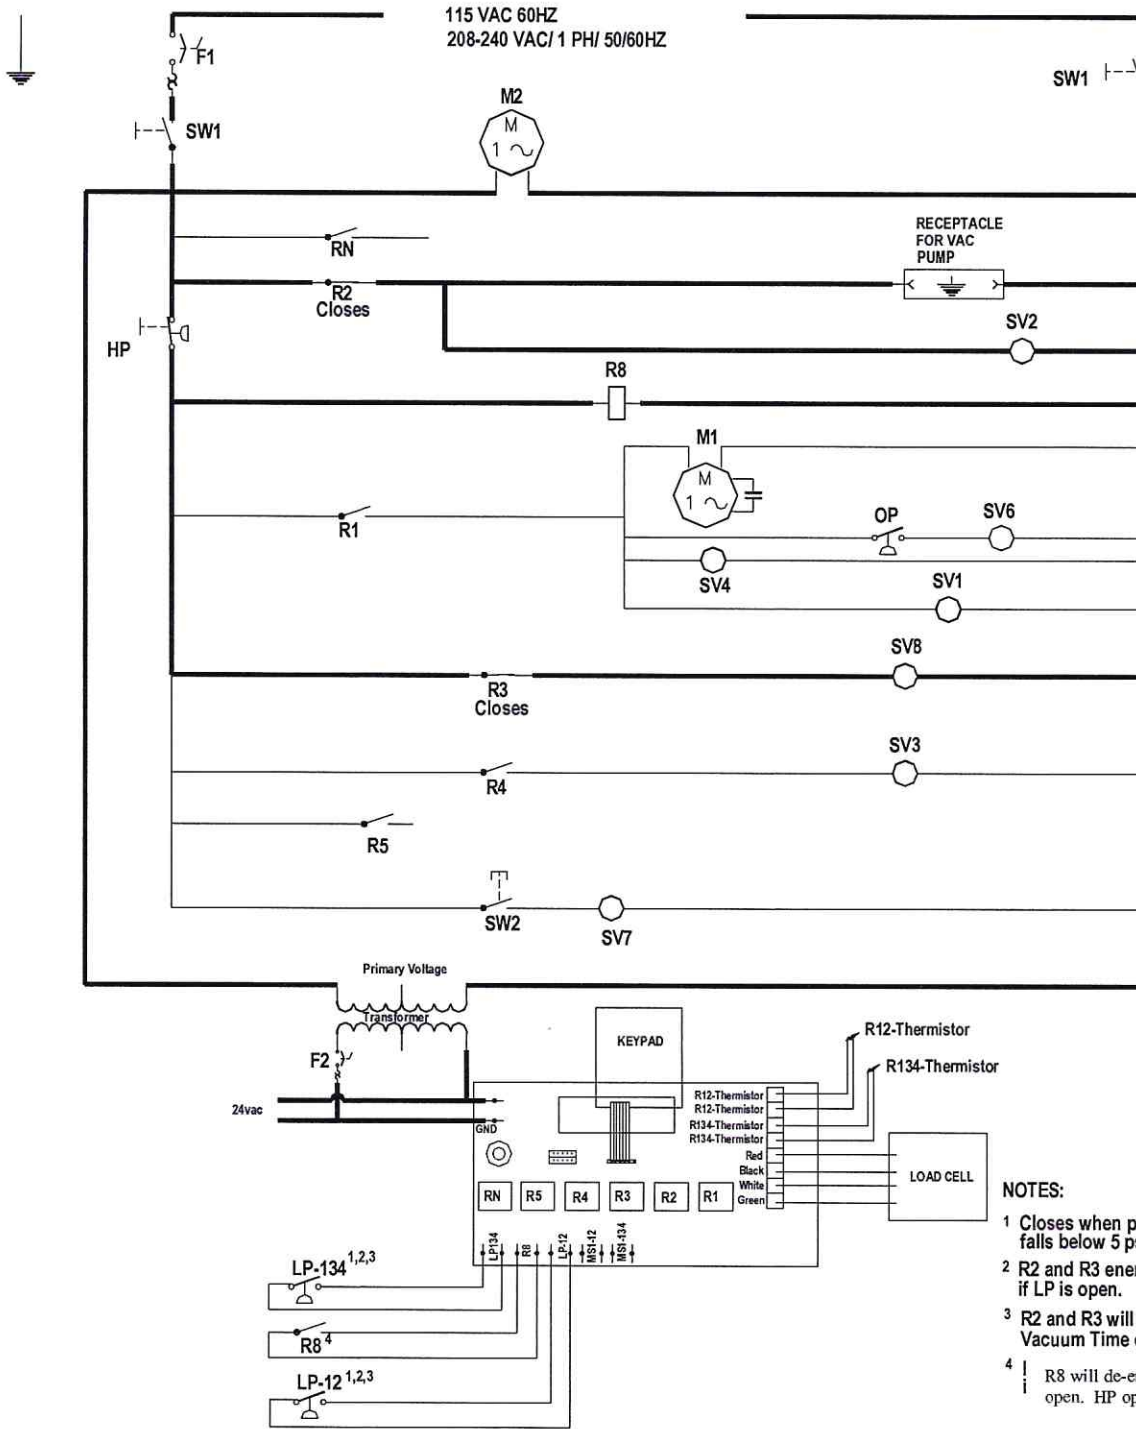 115 VAC 60HZ
208-240 VAC/ 1 PH/ 50/60HZ
F1
SW1
SW1
M2
M
1
RN
RECEPTACLE
FOR VAC
PUMP
R2
Closes
HP
SV2
R8
M1
M
1
R1
OP
SV6
SV4
SV1
SV8
R3
Closes
SV3
R4
R5
SW2
SV7
Primary Voltage
Transformer
F2
24vac
GND
KEYPAD
R12-Thermistor
R134-Thermistor
R12-Thermistor
R12-Thermistor
R134-Thermistor
R134-Thermistor
Red
Black
White
Green
LOAD CELL
RN
R5
R4
R3
R2
R1
LP134
R8
LP-12
MS1-12
MS1-134
LP-134 1,2,3
R8 4
LP-12 1,2,3
NOTES:
1 Closes when p
falls below 5 ps
2 R2 and R3 ener
if LP is open.
3 R2 and R3 will
Vacuum Time
4 R8 will de-e
open. HP op